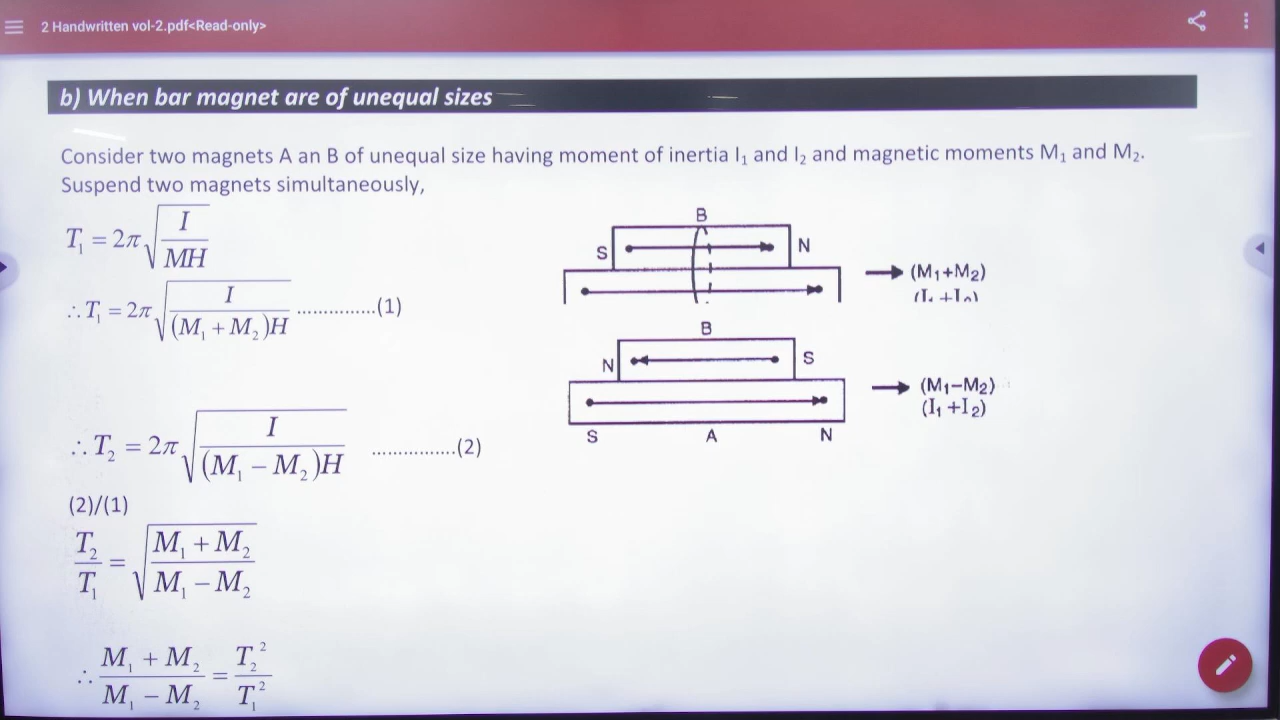 2 Handwritten vol-2.pdf<Read-only>
b) When bar magnet are of unequal sizes
Consider two magnets A an B of unequal size having moment of inertia I₁ and I₂ and magnetic moments M₁ and M₂.
Suspend two magnets simultaneously,
T₁ = 2π√(I/MH)
∴T₁ = 2π√(I/(M₁ + M₂)H) ...............(1)
B
S N
(M₁+M₂)
(I₁ +I₂)
B
N S
(M₁−M₂)
(I₁ +I₂)
S A N
∴T₂ = 2π√(I/(M₁ − M₂)H) ................(2)
(2)/(1)
T₂/T₁ = √((M₁ + M₂)/(M₁ − M₂))
∴ (M₁ + M₂)/(M₁ − M₂) = T₂²/T₁²